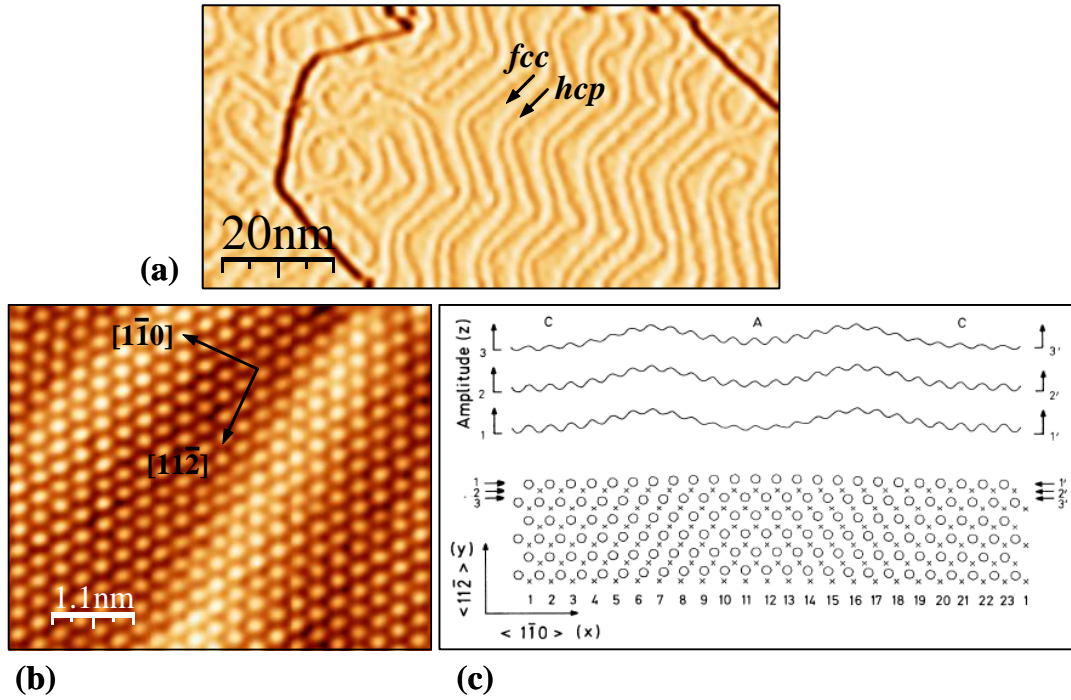 fcc
hcp
20nm
(a)
[11̅0]
[112̅]
1.1nm
(b)
C A C
Amplitude (z)
3 3'
2 2'
1 1'
1 1'
2 2'
3 3'
(y)
< 112̅ >
1 2 3 4 5 6 7 8 9 10 11 12 13 14 15 16 17 18 19 20 21 22 23 1
< 11̅0 > (x)
(c)